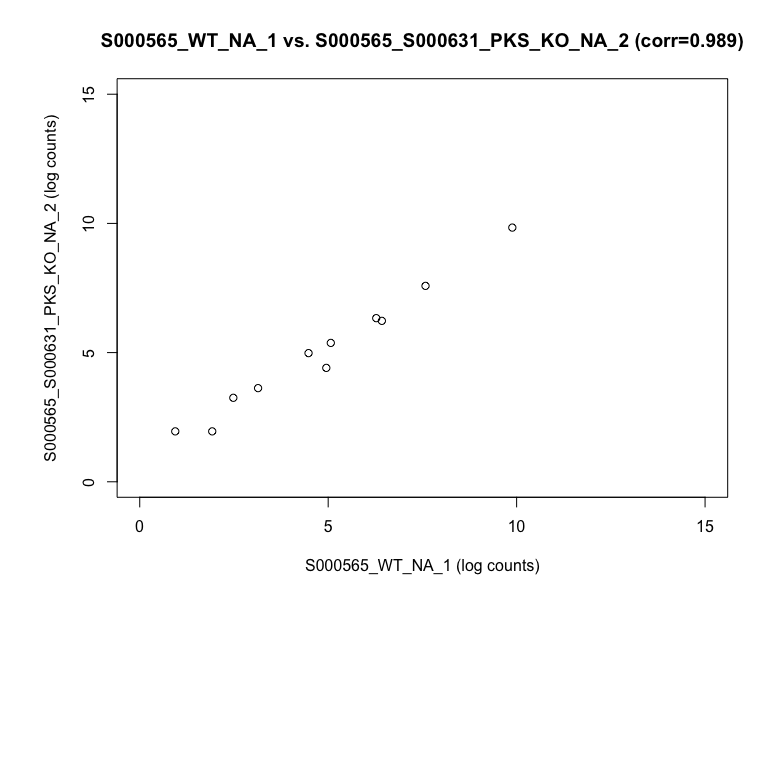 S000565_WT_NA_1 vs. S000565_S000631_PKS_KO_NA_2 (corr=0.989)
S000565_S000631_PKS_KO_NA_2 (log counts)
15
10
5
0
0 5 10 15
S000565_WT_NA_1 (log counts)